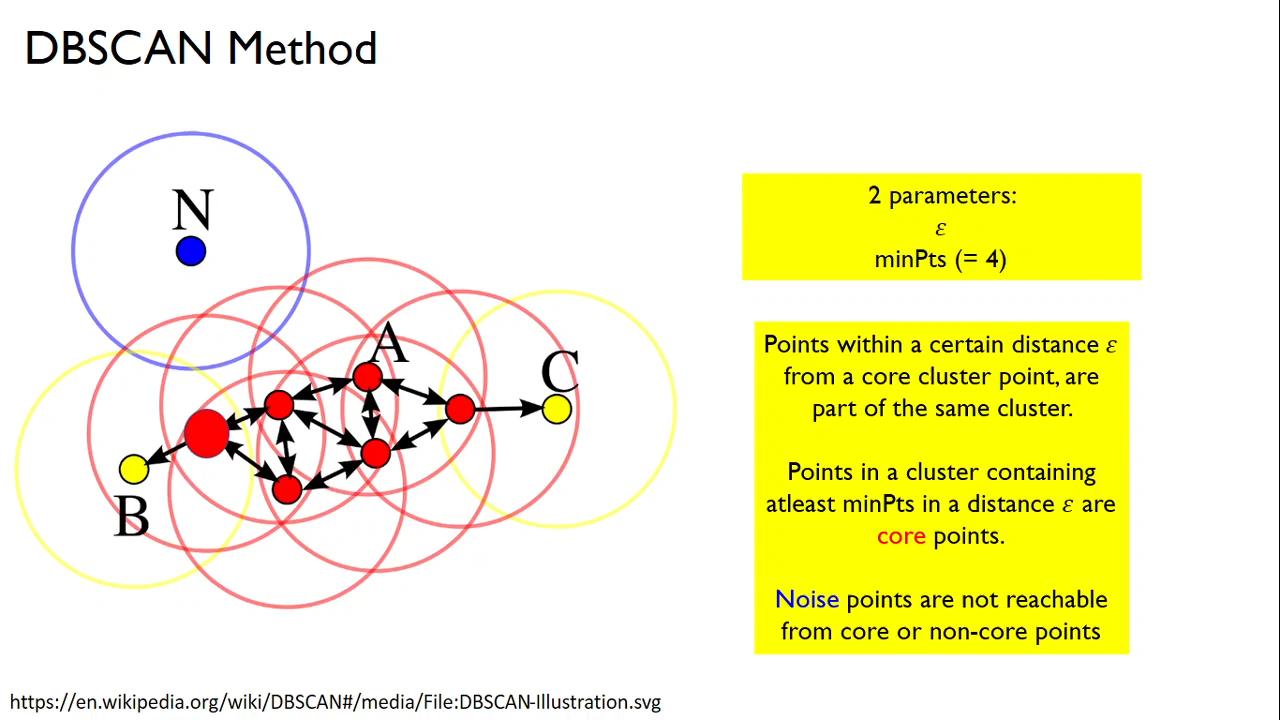 DBSCAN Method
N
A
C
B
2 parameters:
ε
minPts (= 4)
Points within a certain distance ε
from a core cluster point, are
part of the same cluster.
Points in a cluster containing
atleast minPts in a distance ε are
core points.
Noise points are not reachable
from core or non-core points
https://en.wikipedia.org/wiki/DBSCAN#/media/File:DBSCAN-Illustration.svg